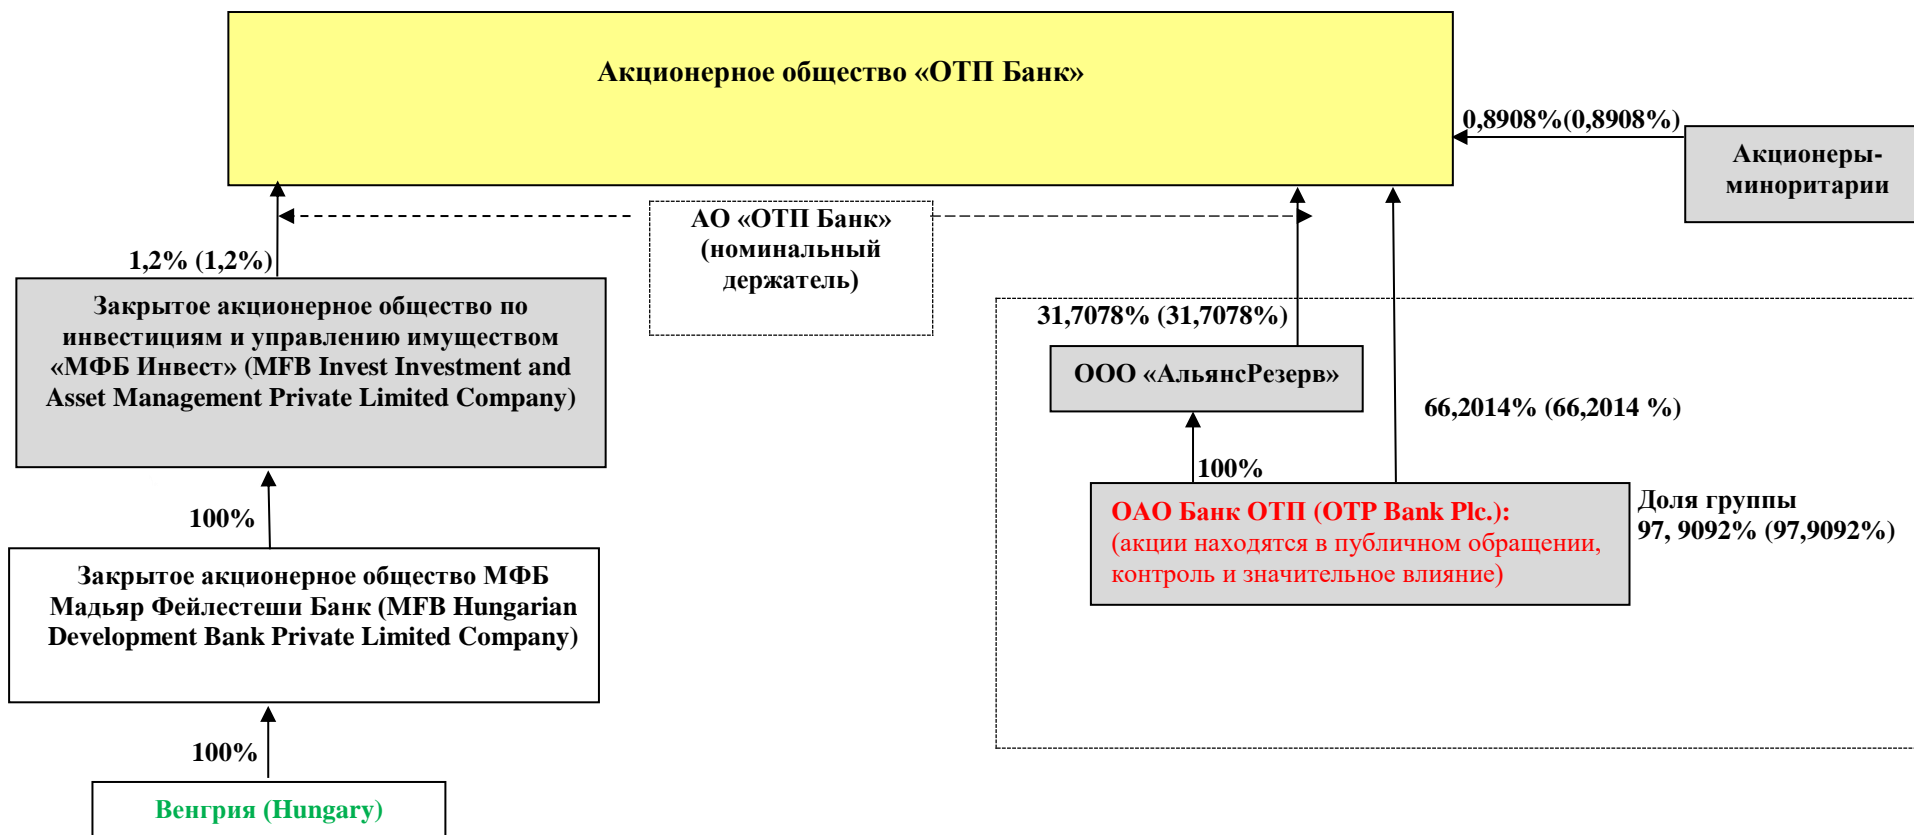 Акционерное общество «ОТП Банк»
0,8908%(0,8908%)
Акционеры-
миноритарии
АО «ОТП Банк»
(номинальный
держатель)
1,2% (1,2%)
Закрытое акционерное общество по
инвестициям и управлению имуществом
«МФБ Инвест» (MFB Invest Investment and
Asset Management Private Limited Company)
100%
Закрытое акционерное общество МФБ
Мадьяр Фейлестеши Банк (MFB Hungarian
Development Bank Private Limited Company)
100%
Венгрия (Hungary)
31,7078% (31,7078%)
ООО «АльянсРезерв»
66,2014% (66,2014 %)
100%
ОАО Банк ОТП (OTP Bank Plc.):
(акции находятся в публичном обращении,
контроль и значительное влияние)
Доля группы
97, 9092% (97,9092%)